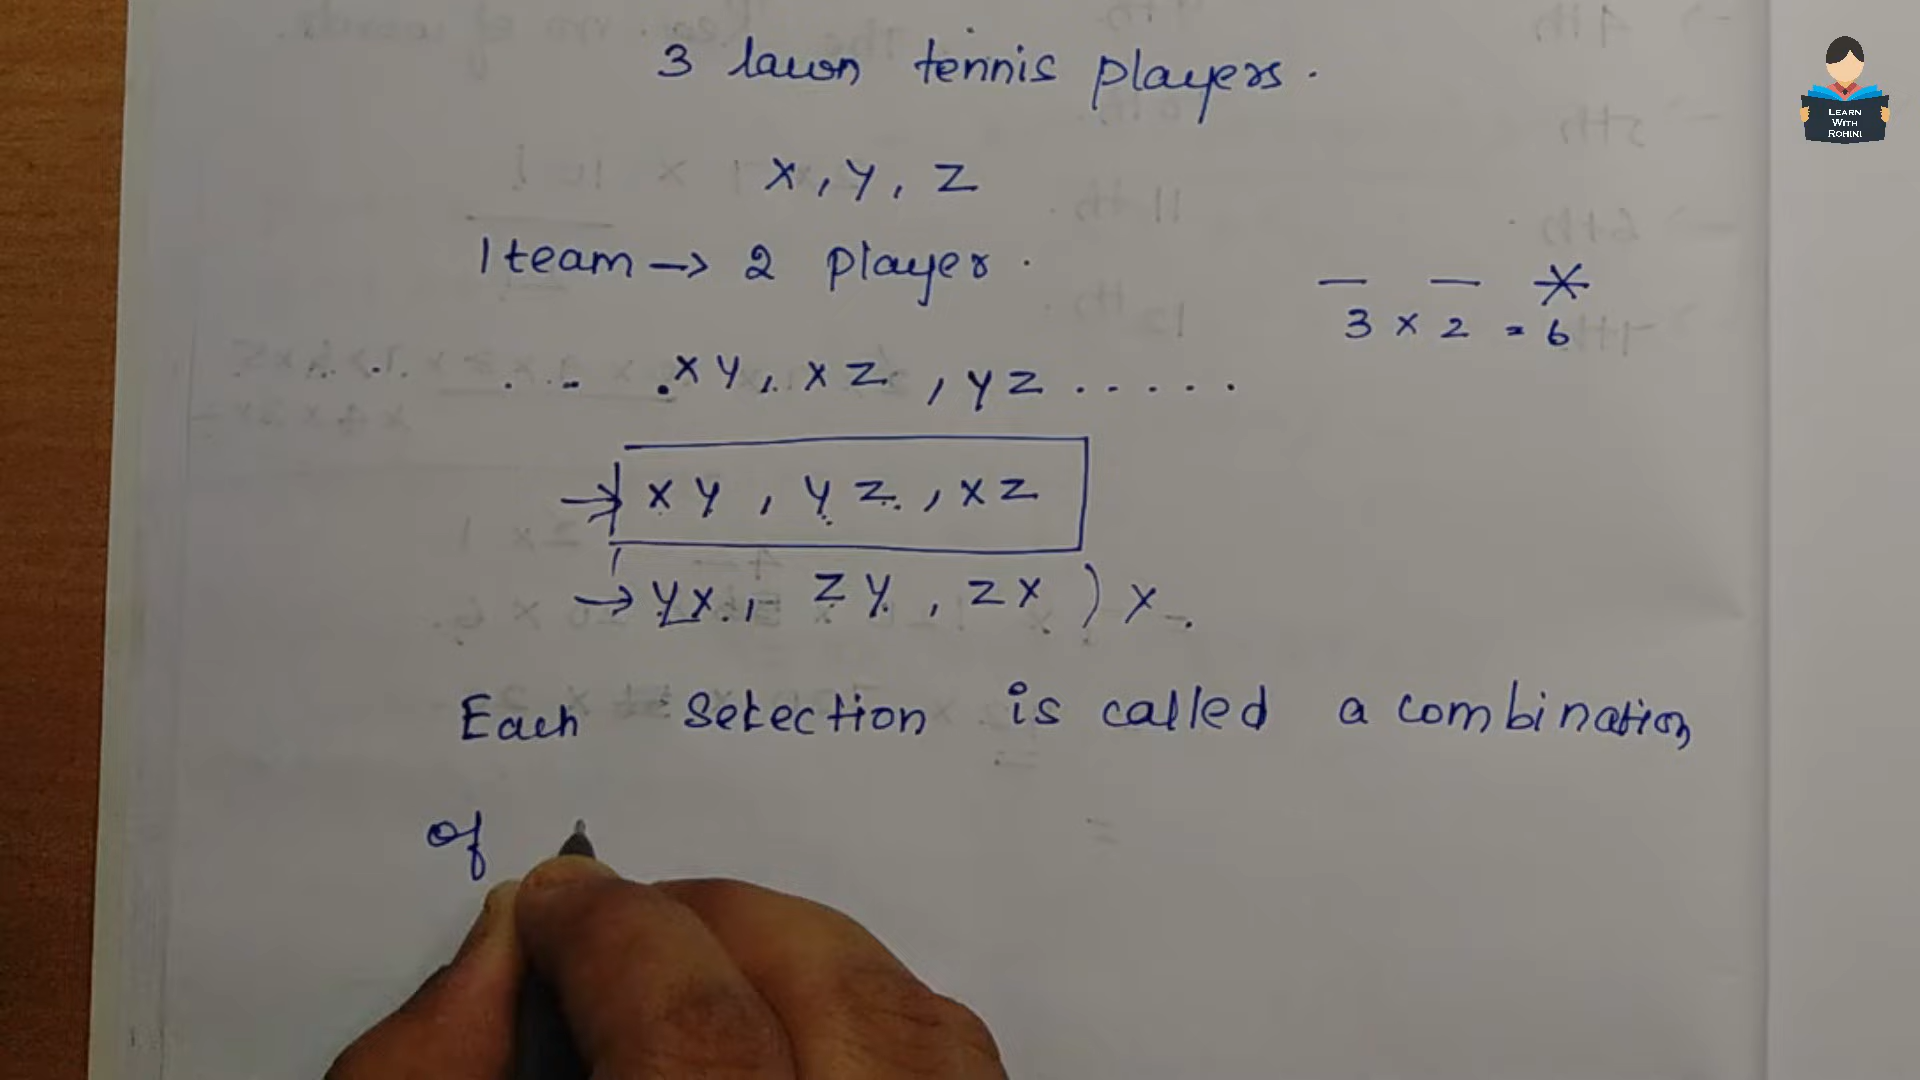 3 lawn tennis players.
x, y, z
1 team → 2 player.
— — X
3 x 2 = 6
. - . xy, xz, yz .....
→ xy, yz, xz
→ yx, zy, zx ) x
Each Selection is called a combination
of
LEARN
WITH
ROHINI